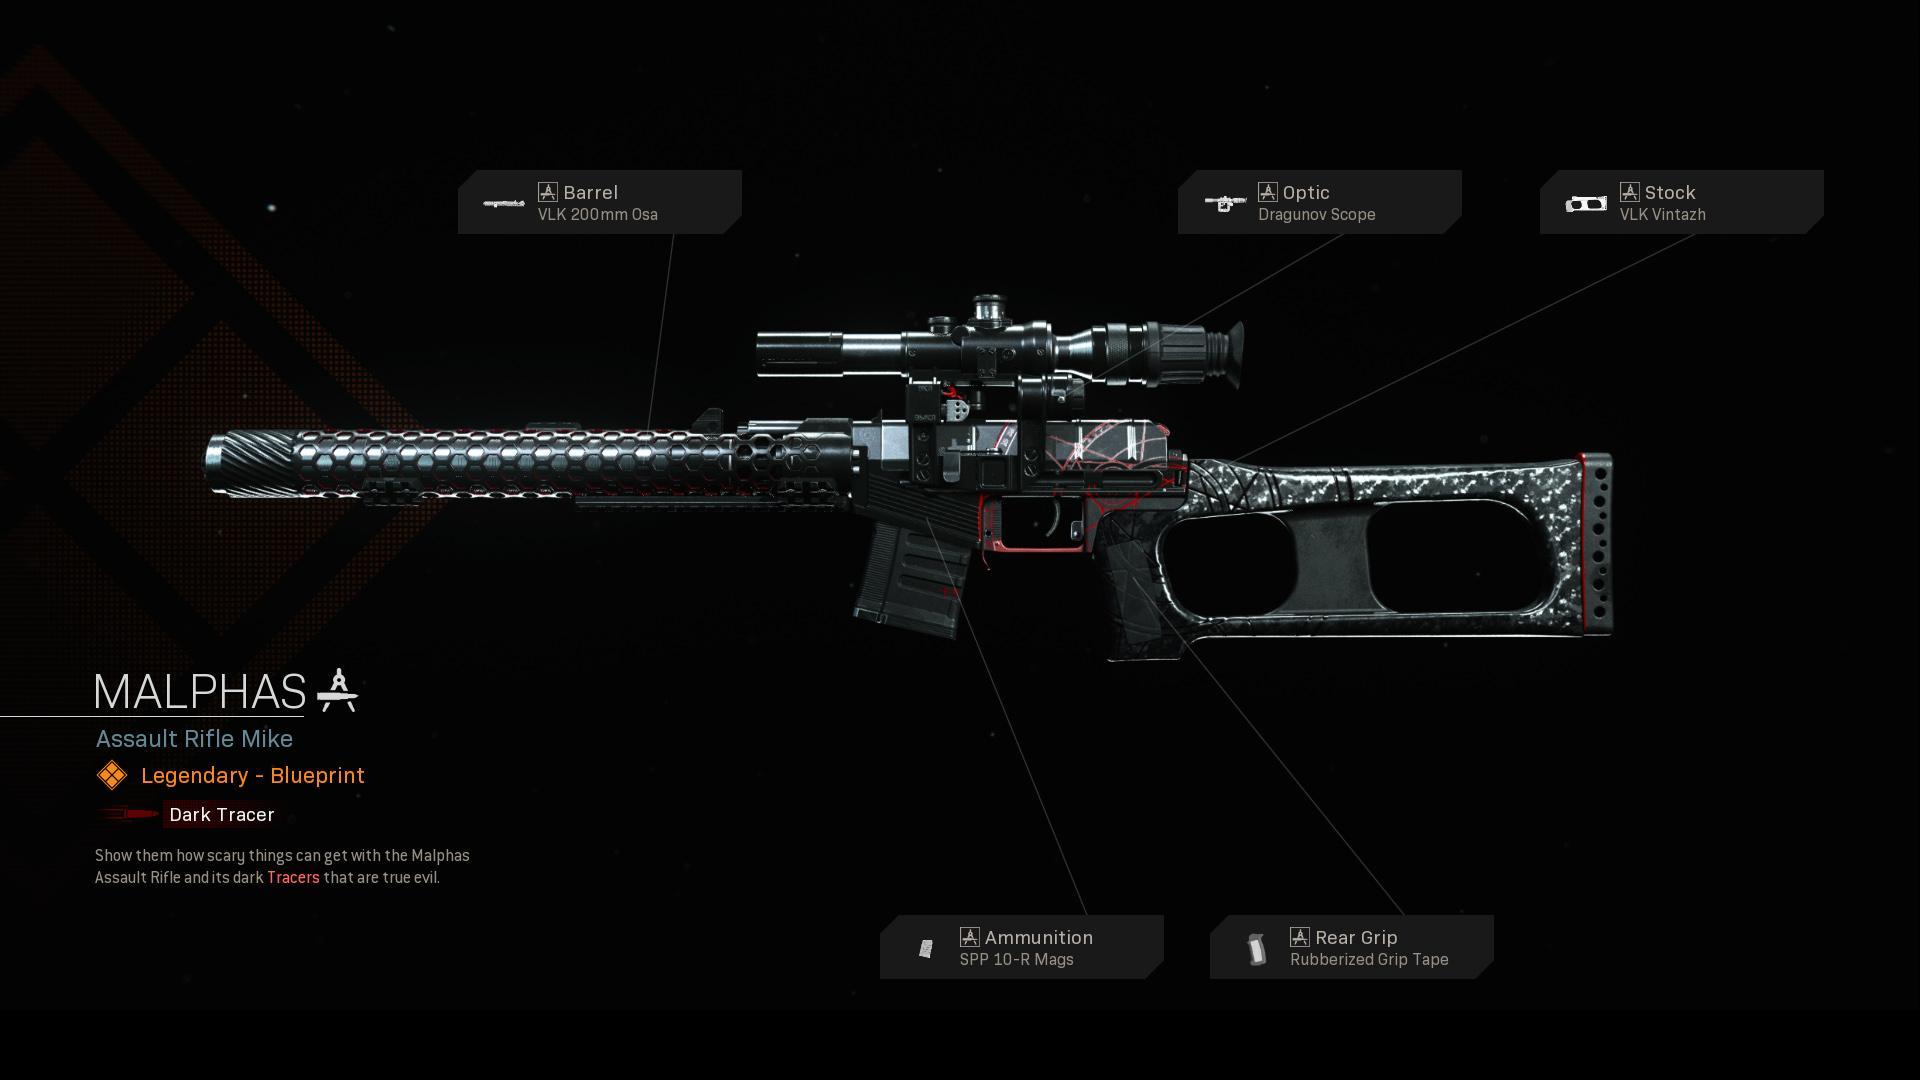 Barrel
VLK 200mm Osa
Optic
Dragunov Scope
Stock
VLK Vintazh
MALPHAS
Assault Rifle Mike
Legendary - Blueprint
Dark Tracer
Show them how scary things can get with the Malphas
Assault Rifle and its dark Tracers that are true evil.
Ammunition
SPP 10-R Mags
Rear Grip
Rubberized Grip Tape